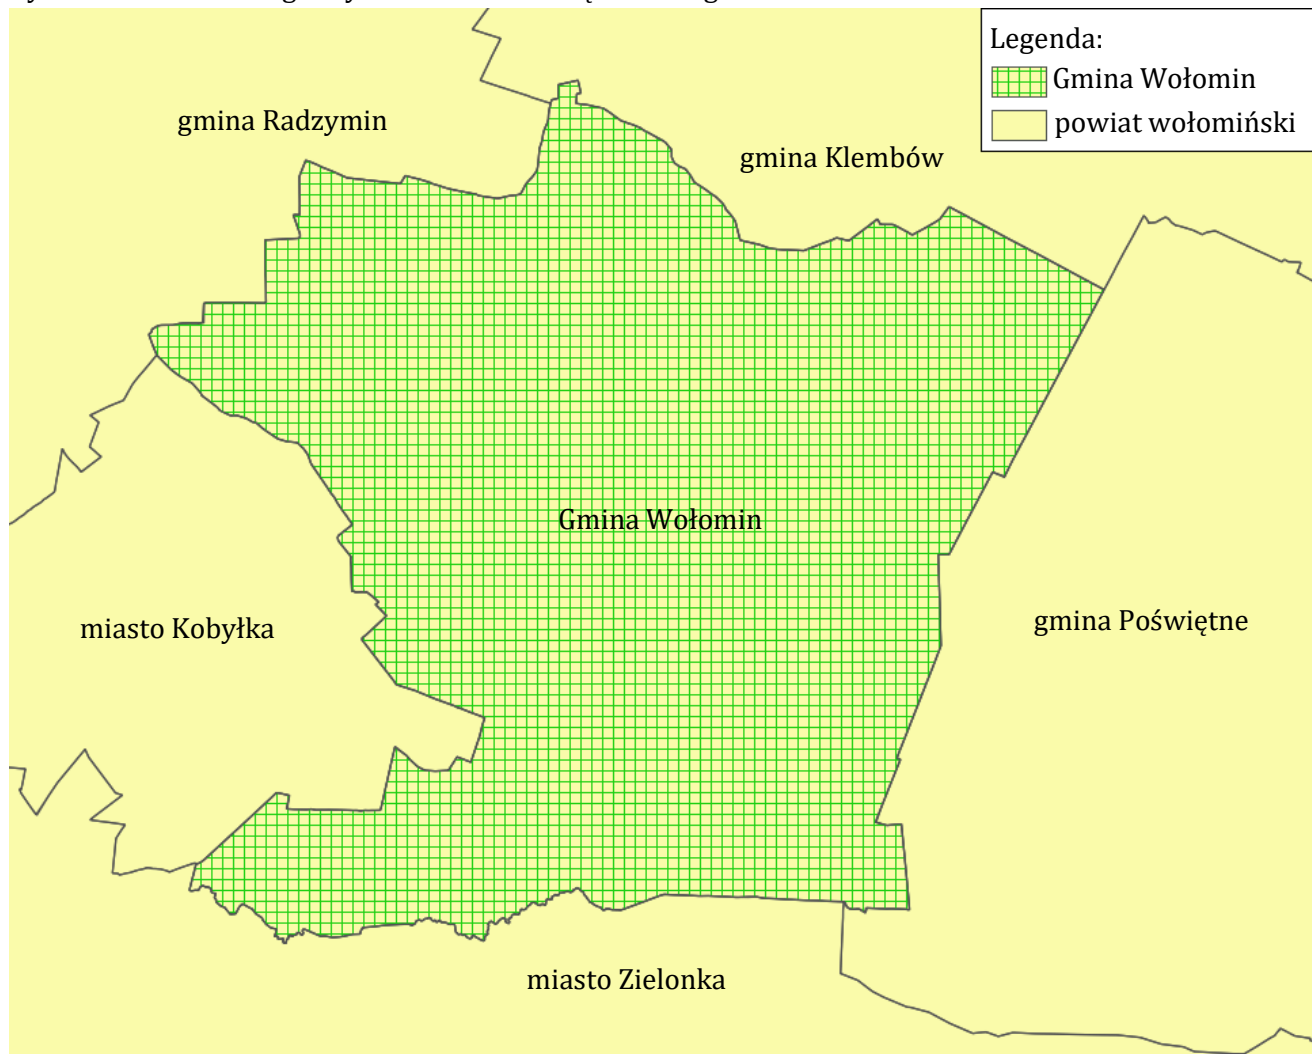 Legenda:
Gmina Wołomin
powiat wołomiński
gmina Radzymin
gmina Klembów
Gmina Wołomin
miasto Kobyłka
gmina Poświętne
miasto Zielonka